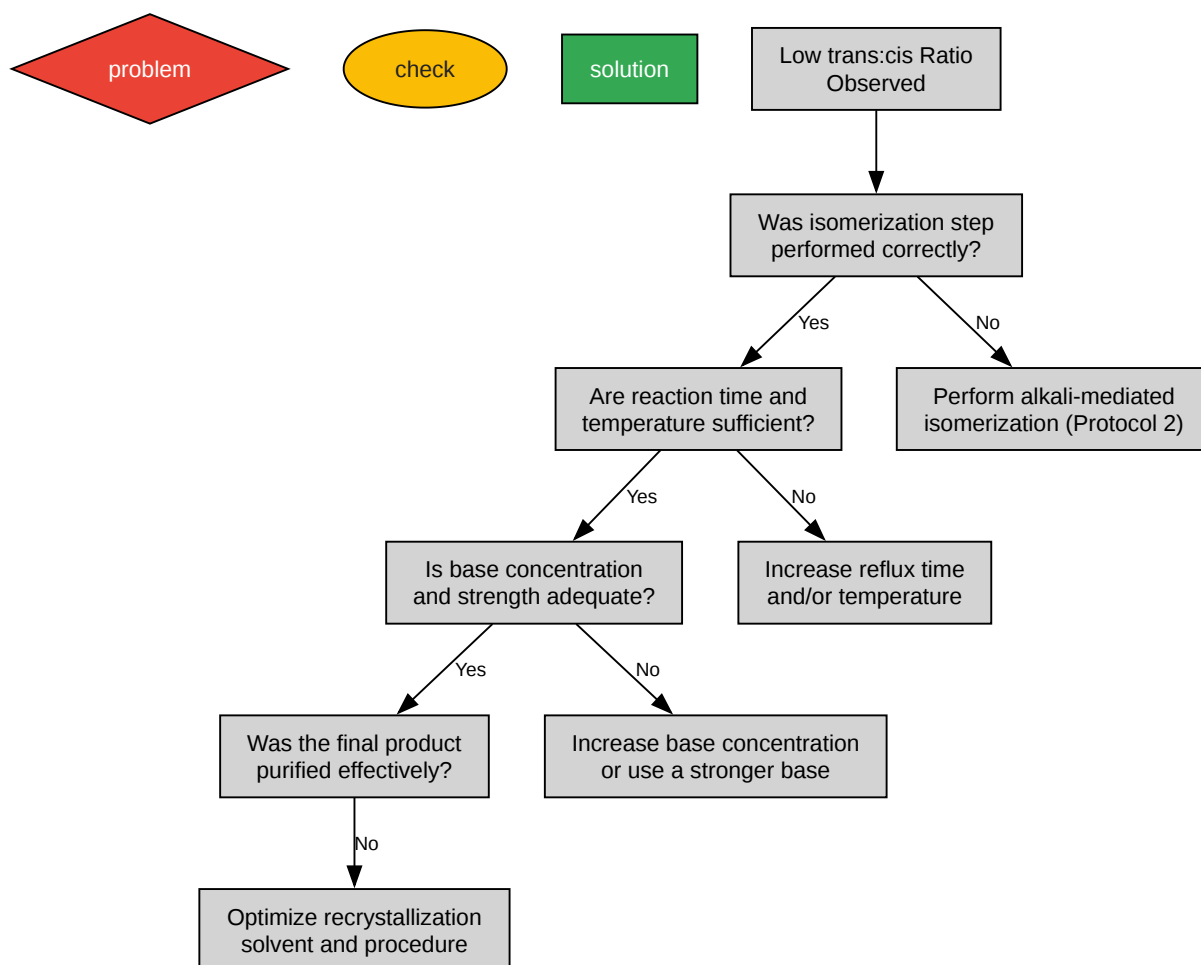 problem
check
solution
Low trans:cis Ratio
Observed
Was isomerization step
performed correctly?
Yes
No
Are reaction time and
temperature sufficient?
Perform alkali-mediated
isomerization (Protocol 2)
Yes
No
Is base concentration
and strength adequate?
Increase reflux time
and/or temperature
Yes
No
Was the final product
purified effectively?
Increase base concentration
or use a stronger base
No
Optimize recrystallization
solvent and procedure